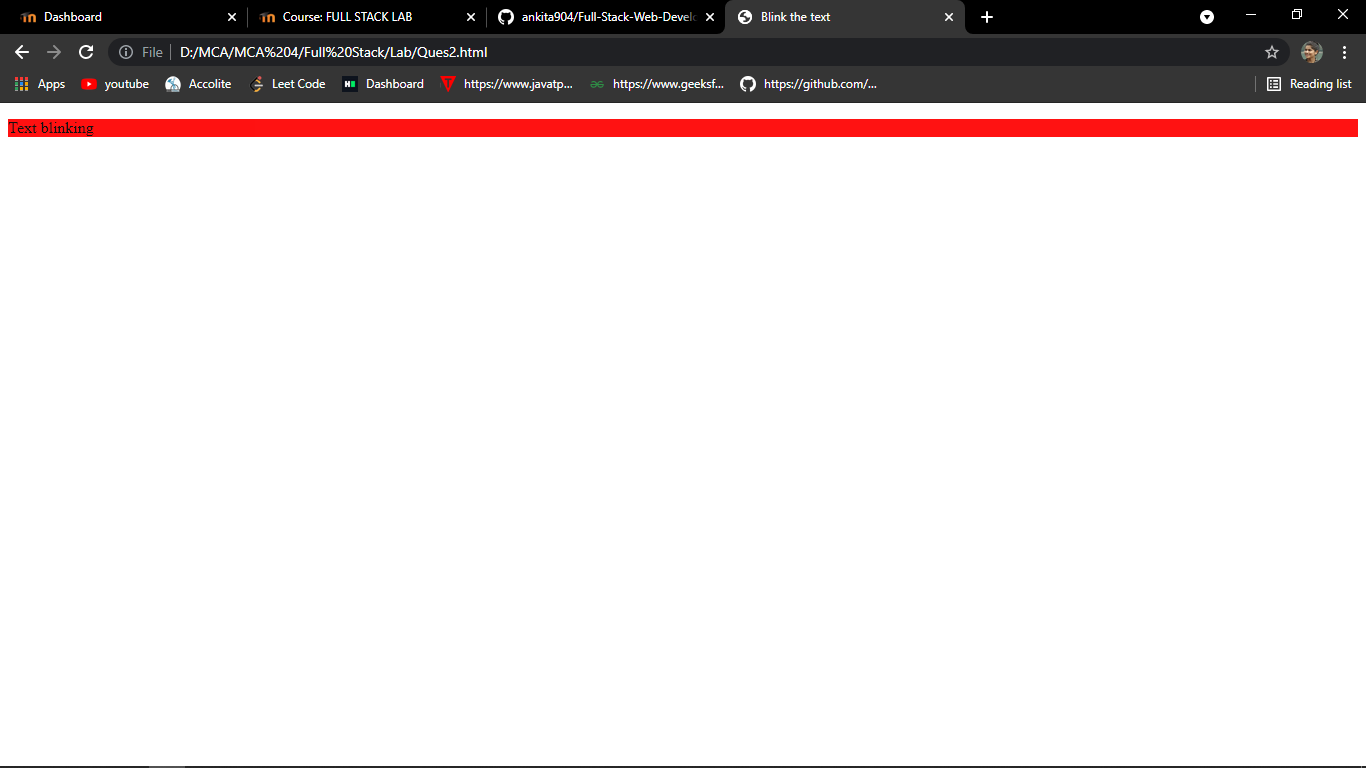 Dashboard
Course: FULL STACK LAB
ankita904/Full-Stack-Web-Develo
Blink the text
File
D:/MCA/MCA%204/Full%20Stack/Lab/Ques2.html
Apps
youtube
Accolite
Leet Code
Dashboard
https://www.javatp...
https://www.geeksf...
https://github.com/...
Reading list
Text blinking